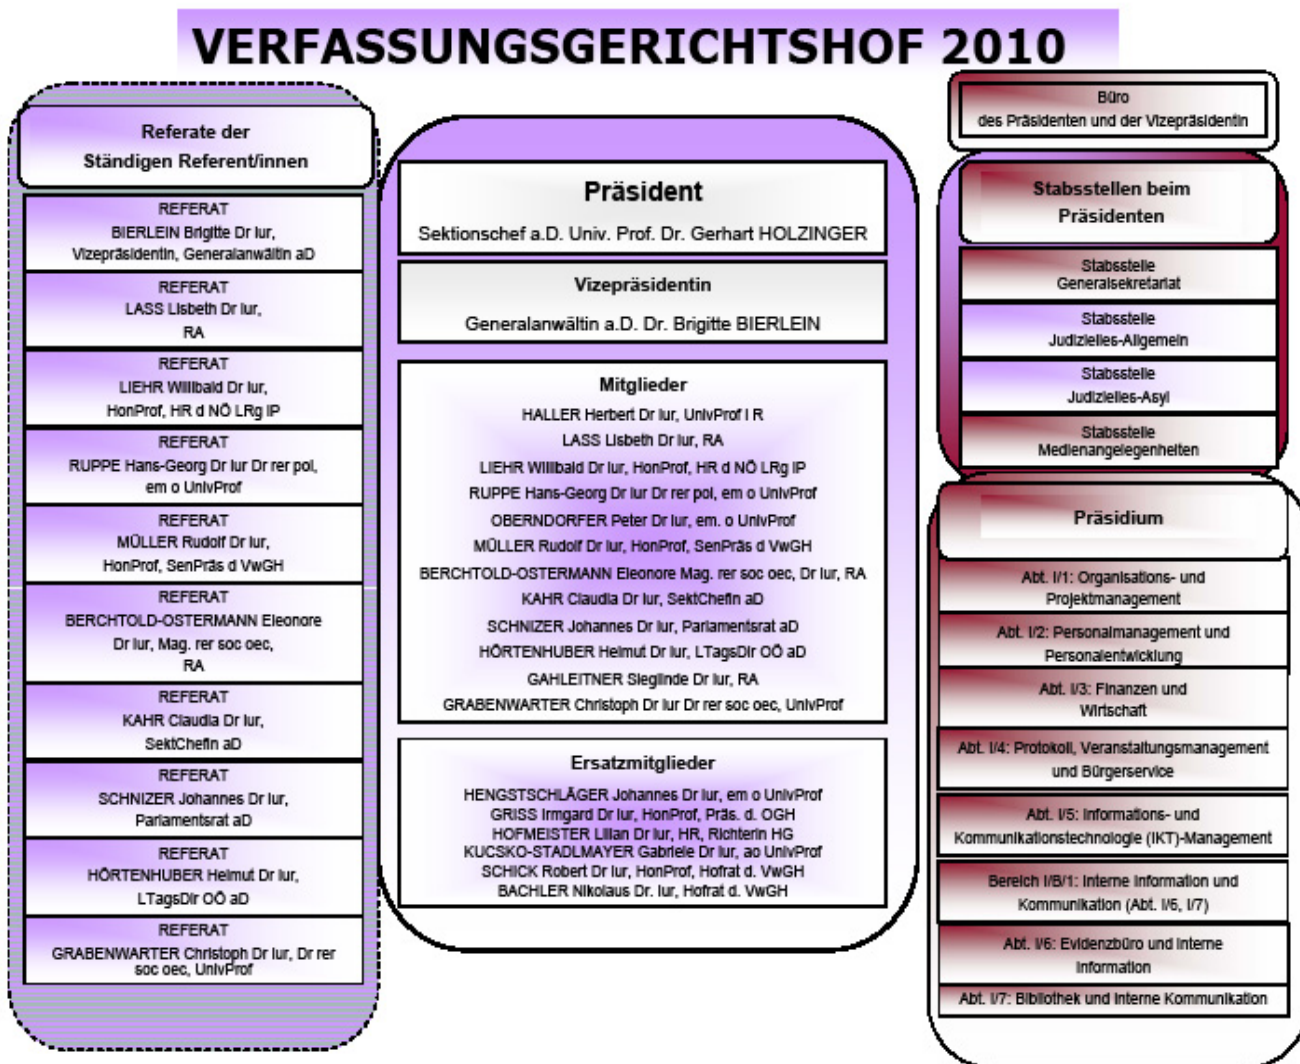 VERFASSUNGSGERICHTSHOF 2010
Referate der
Ständigen Referent/innen
REFERAT
BIERLEIN Brigitte Dr iur,
Vizepräsidentin, Generalanwältin aD
REFERAT
LASS Lisbeth Dr iur,
RA
REFERAT
LIEHR Willibald Dr iur,
HonProf, HR d NÖ LRg iP
REFERAT
RUPPE Hans-Georg Dr iur Dr rer pol,
em o UnivProf
REFERAT
MÜLLER Rudolf Dr iur,
HonProf, SenPräs d VwGH
REFERAT
BERCHTOLD-OSTERMANN Eleonore
Dr iur, Mag. rer soc oec,
RA
REFERAT
KAHR Claudia Dr iur,
SektChefin aD
REFERAT
SCHNIZER Johannes Dr iur,
Parlamentsrat aD
REFERAT
HÖRTENHUBER Helmut Dr iur,
LTagsDir OÖ aD
REFERAT
GRABENWARTER Christoph Dr iur, Dr rer
soc oec, UnivProf
Präsident
Sektionschef a.D. Univ. Prof. Dr. Gerhart HOLZINGER
Vizepräsidentin
Generalanwältin a.D. Dr. Brigitte BIERLEIN
Mitglieder
HALLER Herbert Dr iur, UnivProf i R
LASS Lisbeth Dr iur, RA
LIEHR Willibald Dr iur, HonProf, HR d NÖ LRg iP
RUPPE Hans-Georg Dr iur Dr rer pol, em o UnivProf
OBERNDORFER Peter Dr iur, em. o UnivProf
MÜLLER Rudolf Dr iur, HonProf, SenPräs d VwGH
BERCHTOLD-OSTERMANN Eleonore Mag. rer soc oec, Dr iur, RA
KAHR Claudia Dr iur, SektChefin aD
SCHNIZER Johannes Dr iur, Parlamentsrat aD
HÖRTENHUBER Helmut Dr iur, LTagsDir OÖ aD
GAHLEITNER Sieglinde Dr iur, RA
GRABENWARTER Christoph Dr iur Dr rer soc oec, UnivProf
Ersatzmitglieder
HENGSTSCHLÄGER Johannes Dr iur, em o UnivProf
GRISS Irmgard Dr iur, HonProf, Präs. d. OGH
HOFMEISTER Lilian Dr iur, HR, Richterin HG
KUCSKO-STADLMAYER Gabriele Dr iur, ao UnivProf
SCHICK Robert Dr iur, HonProf, Hofrat d. VwGH
BACHLER Nikolaus Dr. iur, Hofrat d. VwGH
Büro
des Präsidenten und der Vizepräsidentin
Stabsstellen beim
Präsidenten
Stabsstelle
Generalsekretariat
Stabsstelle
Judizielles-Allgemein
Stabsstelle
Judizielles-Asyl
Stabsstelle
Medienangelegenheiten
Präsidium
Abt. I/1: Organisations- und
Projektmanagement
Abt. I/2: Personalmanagement und
Personalentwicklung
Abt. I/3: Finanzen und
Wirtschaft
Abt. I/4: Protokoll, Veranstaltungsmanagement
und Bürgerservice
Abt. I/5: Informations- und
Kommunikationstechnologie (IKT)-Management
Bereich I/B/1: Interne Information und
Kommunikation (Abt. I/6, I/7)
Abt. I/6: Evidenzbüro und interne
Information
Abt. I/7: Bibliothek und Interne Kommunikation